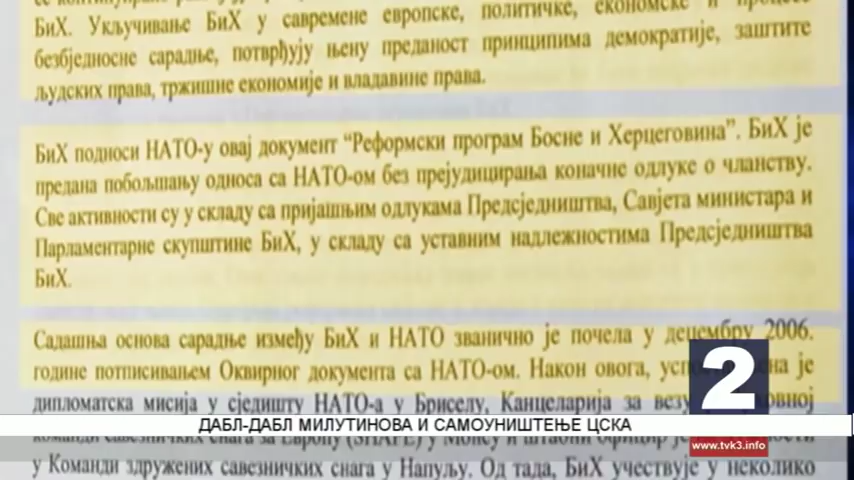 БиХ. Укључивање БиХ у савремене европске, политичке, економске и
безбједносне сарадње, потврђују њену преданост принципима демократије, заштите
људских права, тржишне економије и владавине права.
БиХ подноси НАТО-у овај документ “Реформски програм Босне и Херцеговина”. БиХ је
предана побољшању односа са НАТО-ом без прејудицирања коначне одлуке о чланству.
Све активности су у складу са пријашњим одлукама Предсједништва, Савјета министара и
Парламентарне скупштине БиХ, у складу са уставним надлежностима Предсједништва
БиХ.
Садашња основа сарадње између БиХ и НАТО званично је почела у децембру 2006.
године потписивањем Оквирног документа са НАТО-ом. Након овога, је
дипломатска мисија у сједишту НАТО-а у Бриселу, Канцеларија за везу
2
ДАБЛ-ДАБЛ МИЛУТИНОВА И САМОУНИШТЕЊЕ ЦСКА
www.tvk3.info
у Команди здружених савезничких снага у Напуљу. Од тада, БиХ учествује у неколико